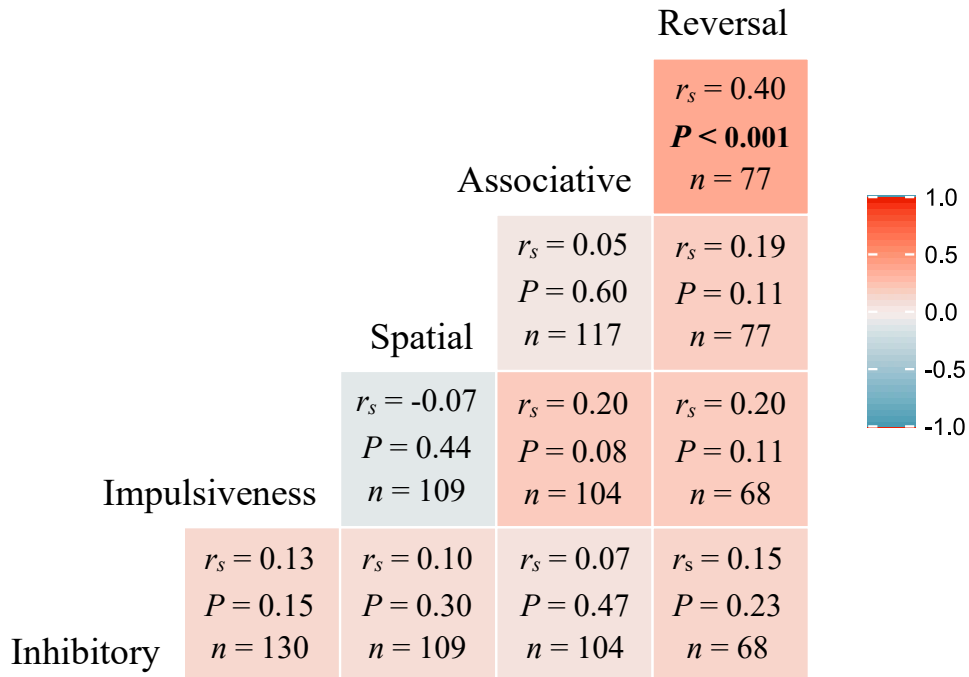 Reversal
rs = 0.40
P < 0.001
n = 77
Associative
rs = 0.05
P = 0.60
n = 117
rs = 0.19
P = 0.11
n = 77
Spatial
rs = -0.07
P = 0.44
n = 109
rs = 0.20
P = 0.08
n = 104
rs = 0.20
P = 0.11
n = 68
Impulsiveness
rs = 0.13
P = 0.15
n = 130
rs = 0.10
P = 0.30
n = 109
rs = 0.07
P = 0.47
n = 104
rs = 0.15
P = 0.23
n = 68
Inhibitory
1.0
0.5
0.0
-0.5
-1.0